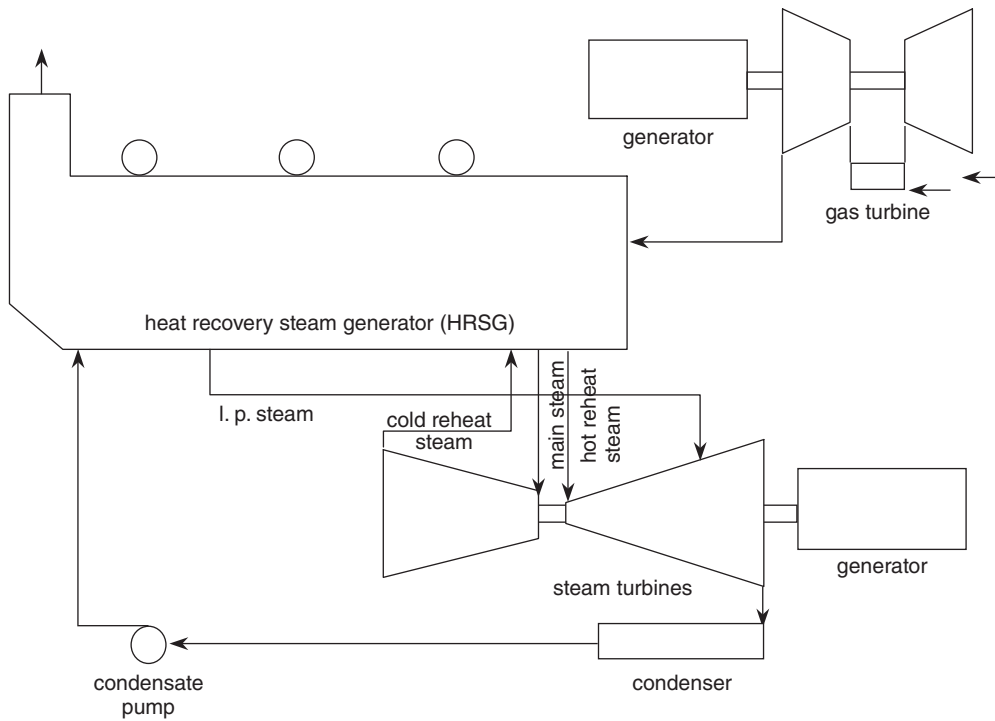 generator
gas turbine
heat recovery steam generator (HRSG)
l. p. steam
cold reheat
steam
main steam
hot reheat
steam
steam turbines
generator
condenser
condensate
pump